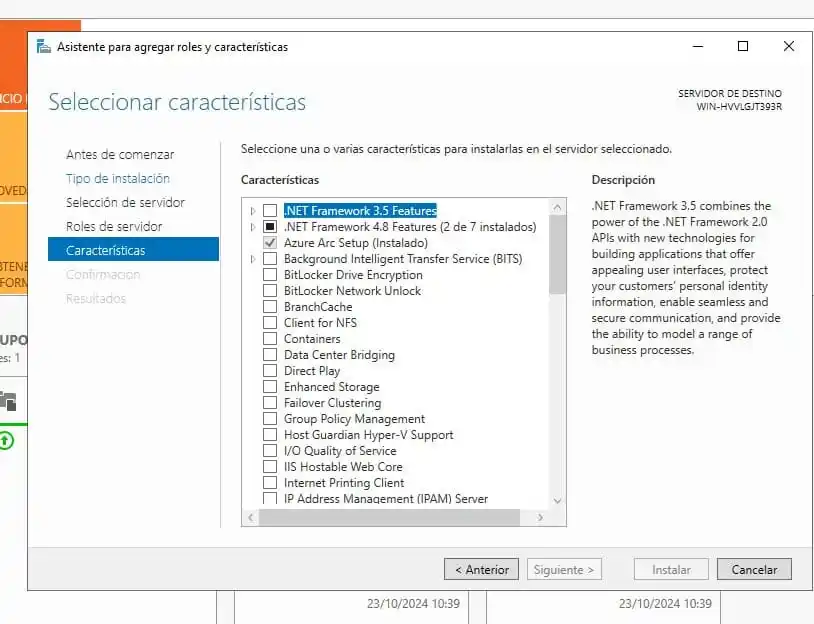 Asistente para agregar roles y características
Seleccionar características
SERVIDOR DE DESTINO
WIN-HVVLGJT393R
Antes de comenzar
Tipo de instalación
Selección de servidor
Roles de servidor
Características
Confirmación
Resultados
Seleccione una o varias características para instalarlas en el servidor seleccionado.
Características
.NET Framework 3.5 Features
.NET Framework 4.8 Features (2 de 7 instalados)
Azure Arc Setup (Instalado)
Background Intelligent Transfer Service (BITS)
BitLocker Drive Encryption
BitLocker Network Unlock
BranchCache
Client for NFS
Containers
Data Center Bridging
Direct Play
Enhanced Storage
Failover Clustering
Group Policy Management
Host Guardian Hyper-V Support
I/O Quality of Service
IIS Hostable Web Core
Internet Printing Client
IP Address Management (IPAM) Server
Descripción
.NET Framework 3.5 combines the
power of the .NET Framework 2.0
APIs with new technologies for
building applications that offer
appealing user interfaces, protect
your customers' personal identity
information, enable seamless and
secure communication, and provide
the ability to model a range of
business processes.
< Anterior
Siguiente >
Instalar
Cancelar
ICIO
OVED
BTENE
FORM
UPO
es: 1
23/10/2024 10:39
23/10/2024 10:39